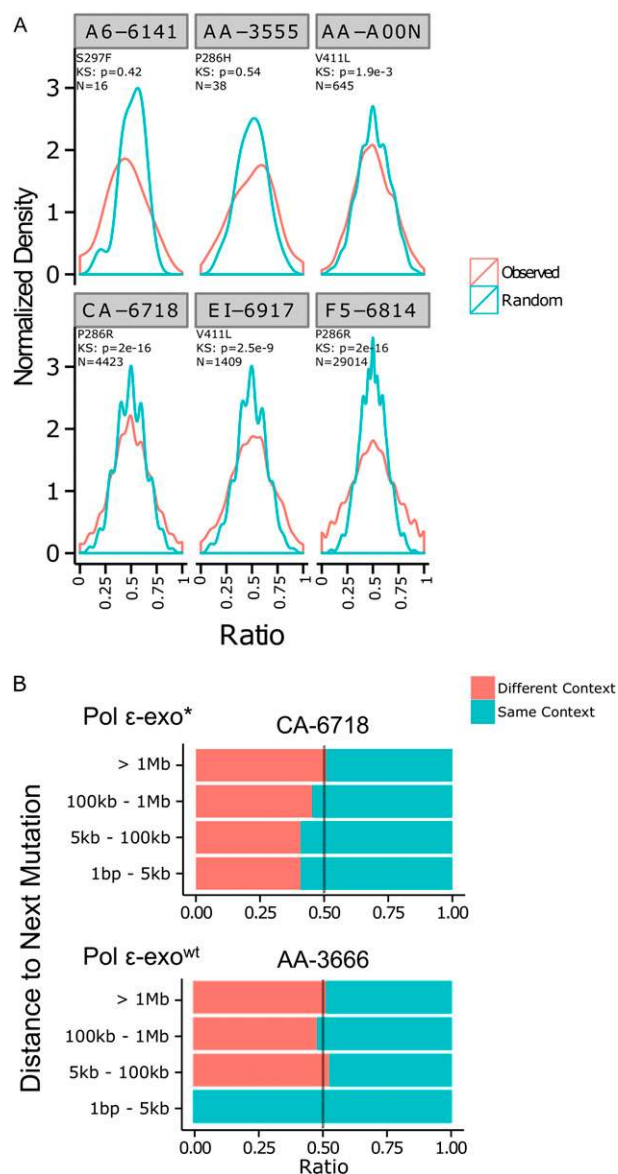 A
A6-6141 AA-3555 AA-A00N
S297F P286H V411L
KS: p=0.42 KS: p=0.54 KS: p=1.9e-3
N=16 N=38 N=645
3
2
1
0
Normalized Density
Observed
Random
CA-6718 EI-6917 F5-6814
P286R V411L P286R
KS: p=2e-16 KS: p=2.5e-9 KS: p=2e-16
N=4423 N=1409 N=29014
3
2
1
0
0 0.25 0.5 0.75 1 0 0.25 0.5 0.75 1 0 0.25 0.5 0.75 1
Ratio
B
Different Context
Same Context
Pol ε-exo*
CA-6718
> 1Mb
100kb - 1Mb
5kb - 100kb
1bp - 5kb
0.00 0.25 0.50 0.75 1.00
Distance to Next Mutation
Pol ε-exowt
AA-3666
> 1Mb
100kb - 1Mb
5kb - 100kb
1bp - 5kb
0.00 0.25 0.50 0.75 1.00
Ratio